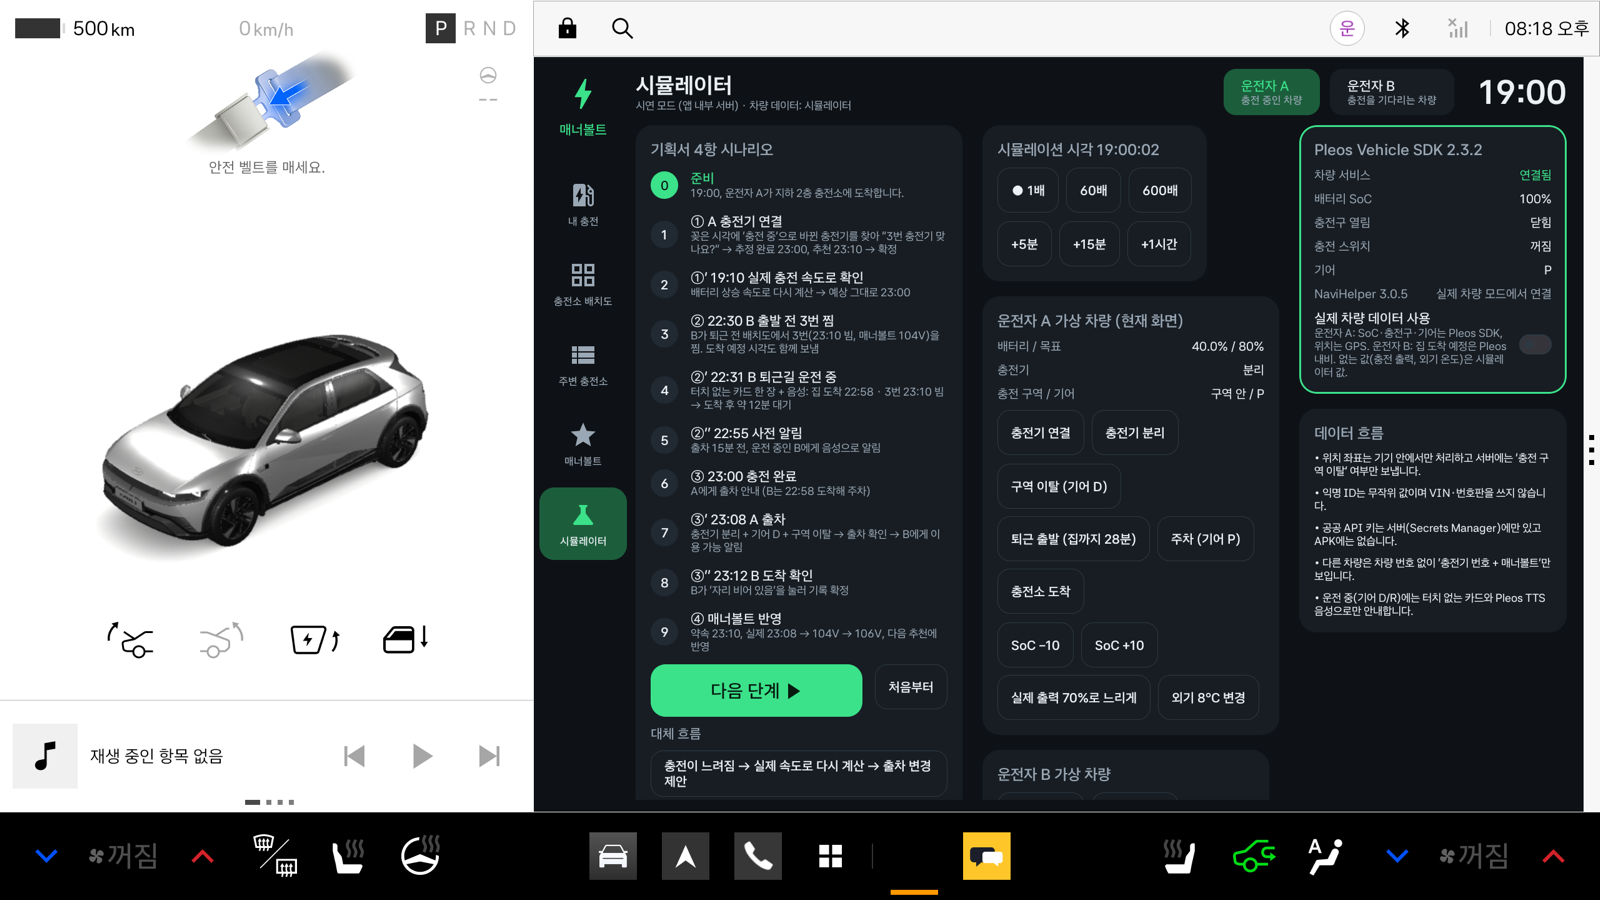 500 km
0 km/h
P R N D
안전 벨트를 매세요.
--
재생 중인 항목 없음
운
08:18 오후
매너볼트
내 충전
충전소 배치도
주변 충전소
매너볼트
시뮬레이터
시뮬레이터
시연 모드 (앱 내부 서버) · 차량 데이터: 시뮬레이터
운전자 A
충전 중인 차량
운전자 B
충전을 기다리는 차량
19:00
기획서 4항 시나리오
0
준비
19:00, 운전자 A가 지하 2층 충전소에 도착합니다.
1
① A 충전기 연결
꽂은 시각에 ‘충전 중’으로 바뀐 충전기를 찾아 “3번 충전기 맞
나요?” → 추정 완료 23:00, 추천 23:10 → 확정
2
①′ 19:10 실제 충전 속도로 확인
배터리 상승 속도로 다시 계산 → 예상 그대로 23:00
3
② 22:30 B 출발 전 3번 찜
B가 퇴근 전 배치도에서 3번(23:10 빔, 매너볼트 104V)을
찜. 도착 예정 시각도 함께 보냄
4
②′ 22:31 B 퇴근길 운전 중
터치 없는 카드 한 장 + 음성: 집 도착 22:58 · 3번 23:10 빔
→ 도착 후 약 12분 대기
5
②″ 22:55 사전 알림
출차 15분 전, 운전 중인 B에게 음성으로 알림
6
③ 23:00 충전 완료
A에게 출차 안내 (B는 22:58 도착해 주차)
7
③′ 23:08 A 출차
충전기 분리 + 기어 D + 구역 이탈 → 출차 확인 → B에게 이
용 가능 알림
8
③″ 23:12 B 도착 확인
B가 ‘자리 비어 있음’을 눌러 기록 확정
9
④ 매너볼트 반영
약속 23:10, 실제 23:08 → 104V → 106V, 다음 추천에
반영
다음 단계 ▶
처음부터
대체 흐름
충전이 느려짐 → 실제 속도로 다시 계산 → 출차 변경
제안
시뮬레이션 시각 19:00:02
● 1배
60배
600배
+5분
+15분
+1시간
운전자 A 가상 차량 (현재 화면)
배터리 / 목표 40.0% / 80%
충전기 분리
충전 구역 / 기어 구역 안 / P
충전기 연결
충전기 분리
구역 이탈 (기어 D)
퇴근 출발 (집까지 28분)
주차 (기어 P)
충전소 도착
SoC −10
SoC +10
실제 출력 70%로 느리게
외기 8°C 변경
운전자 B 가상 차량
Pleos Vehicle SDK 2.3.2
차량 서비스 연결됨
배터리 SoC 100%
충전구 열림 닫힘
충전 스위치 꺼짐
기어 P
NaviHelper 3.0.5 실제 차량 모드에서 연결
실제 차량 데이터 사용
운전자 A: SoC·충전구·기어는 Pleos SDK,
위치는 GPS. 운전자 B: 집 도착 예정은 Pleos
내비. 없는 값(충전 출력, 외기 온도)은 시뮬레
이터 값.
데이터 흐름
• 위치 좌표는 기기 안에서만 처리하고 서버에는 ‘충전 구
역 이탈’ 여부만 보냅니다.
• 익명 ID는 무작위 값이며 VIN·번호판을 쓰지 않습니
다.
• 공공 API 키는 서버(Secrets Manager)에만 있고
APK에는 없습니다.
• 다른 차량은 차량 번호 없이 ‘충전기 번호 + 매너볼트’만
보입니다.
• 운전 중(기어 D/R)에는 터치 없는 카드와 Pleos TTS
음성으로만 안내합니다.
꺼짐
A
꺼짐